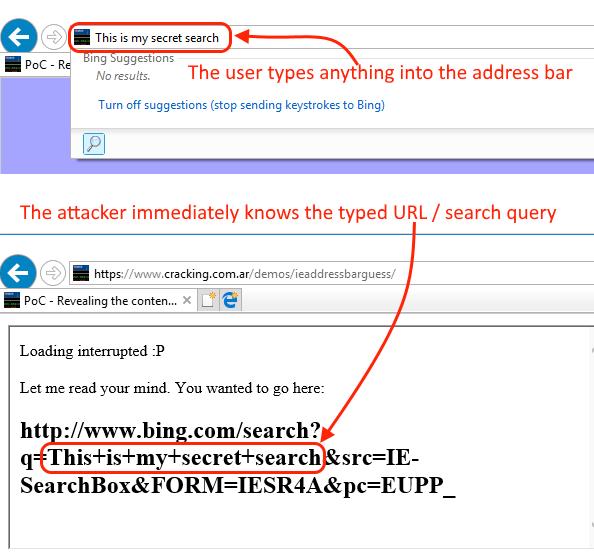 This is my secret search
PoC - Re
Bing Suggestions
No results.
The user types anything into the address bar
Turn off suggestions (stop sending keystrokes to Bing)
The attacker immediately knows the typed URL / search query
https://www.cracking.com.ar/demos/ieaddressbarguess/
PoC - Revealing the conten...
Loading interrupted :P
Let me read your mind. You wanted to go here:
http://www.bing.com/search?
q=This+is+my+secret+search&src=IE-
SearchBox&FORM=IESR4A&pc=EUPP_